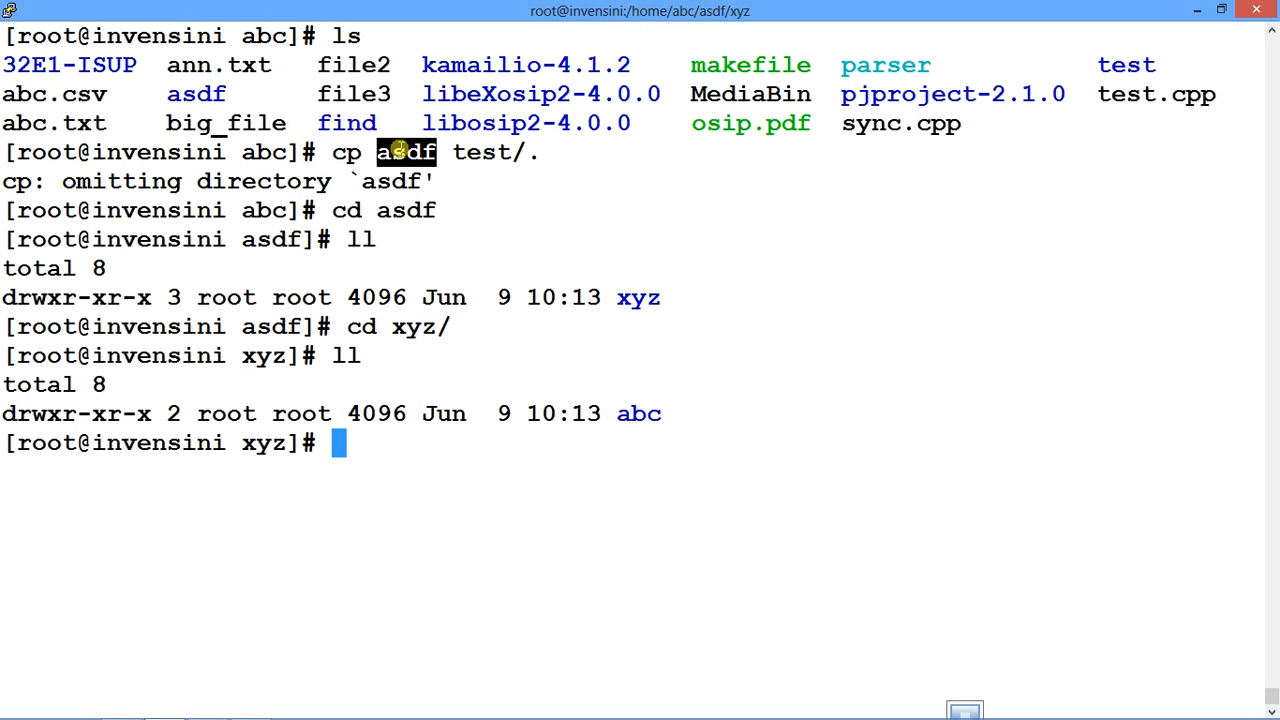 root@invensini:/home/abc/asdf/xyz
[root@invensini abc]# ls
32E1-ISUP ann.txt file2 kamailio-4.1.2 makefile parser test
abc.csv asdf file3 libeXosip2-4.0.0 MediaBin pjproject-2.1.0 test.cpp
abc.txt big_file find libosip2-4.0.0 osip.pdf sync.cpp
[root@invensini abc]# cp asdf test/.
cp: omitting directory `asdf'
[root@invensini abc]# cd asdf
[root@invensini asdf]# ll
total 8
drwxr-xr-x 3 root root 4096 Jun  9 10:13 xyz
[root@invensini asdf]# cd xyz/
[root@invensini xyz]# ll
total 8
drwxr-xr-x 2 root root 4096 Jun  9 10:13 abc
[root@invensini xyz]#